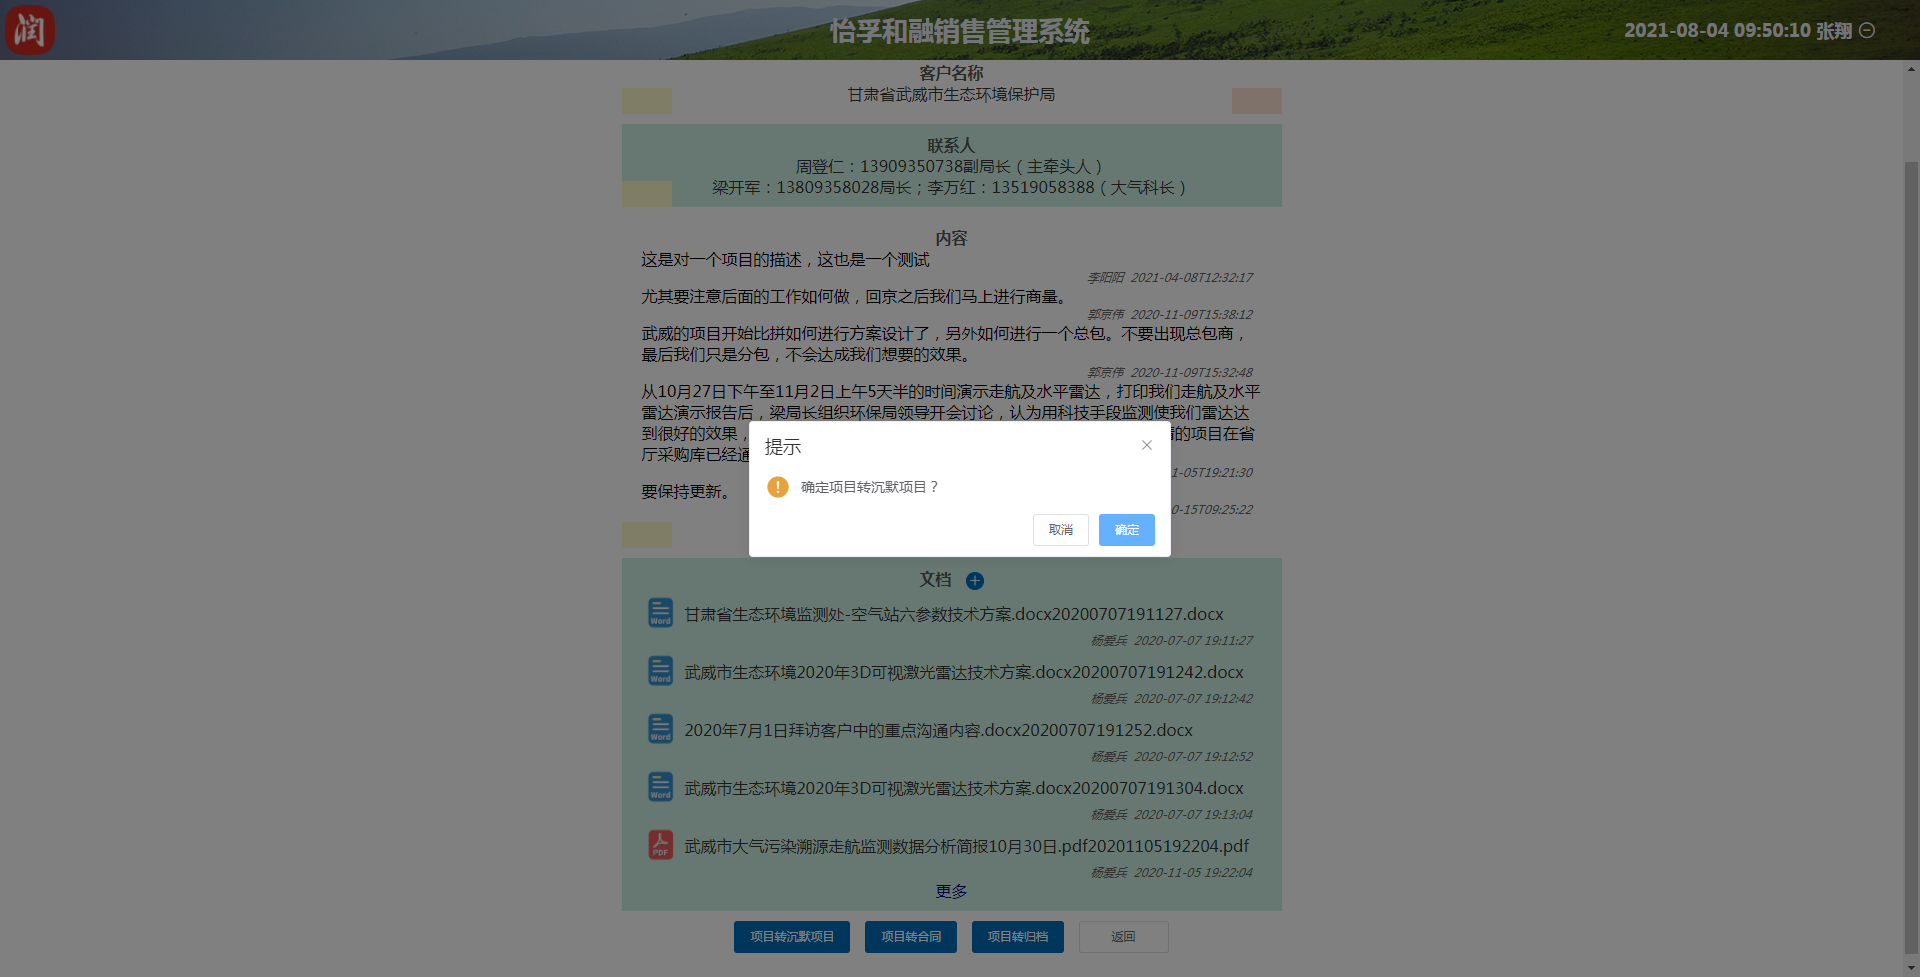 润
怡孚和融销售管理系统
2021-08-04 09:50:10 张翔
客户名称
甘肃省武威市生态环境保护局
联系人
周登仁：13909350738副局长（主牵头人）
梁开军：13809358028局长；李万红：13519058388（大气科长）
内容
这是对一个项目的描述，这也是一个测试
李阳阳 2021-04-08T12:32:17
尤其要注意后面的工作如何做，回京之后我们马上进行商量。
郭京伟 2020-11-09T15:38:12
武威的项目开始比拼如何进行方案设计了，另外如何进行一个总包。不要出现总包商，
最后我们只是分包，不会达成我们想要的效果。
郭京伟 2020-11-09T15:32:48
从10月27日下午至11月2日上午5天半的时间演示走航及水平雷达，打印我们走航及水平
雷达演示报告后，梁局长组织环保局领导开会讨论，认为用科技手段监测使我们雷达达
到很好的效果，
的项目在省
厅采购库已经通
1-05T19:21:30
要保持更新。
0-15T09:25:22
提示
确定项目转沉默项目？
取消 确定
文档
Word 甘肃省生态环境监测处-空气站六参数技术方案.docx20200707191127.docx
杨爱兵 2020-07-07 19:11:27
Word 武威市生态环境2020年3D可视激光雷达技术方案.docx20200707191242.docx
杨爱兵 2020-07-07 19:12:42
Word 2020年7月1日拜访客户中的重点沟通内容.docx20200707191252.docx
杨爱兵 2020-07-07 19:12:52
Word 武威市生态环境2020年3D可视激光雷达技术方案.docx20200707191304.docx
杨爱兵 2020-07-07 19:13:04
PDF 武威市大气污染溯源走航监测数据分析简报10月30日.pdf20201105192204.pdf
杨爱兵 2020-11-05 19:22:04
更多
项目转沉默项目 项目转合同 项目转归档 返回